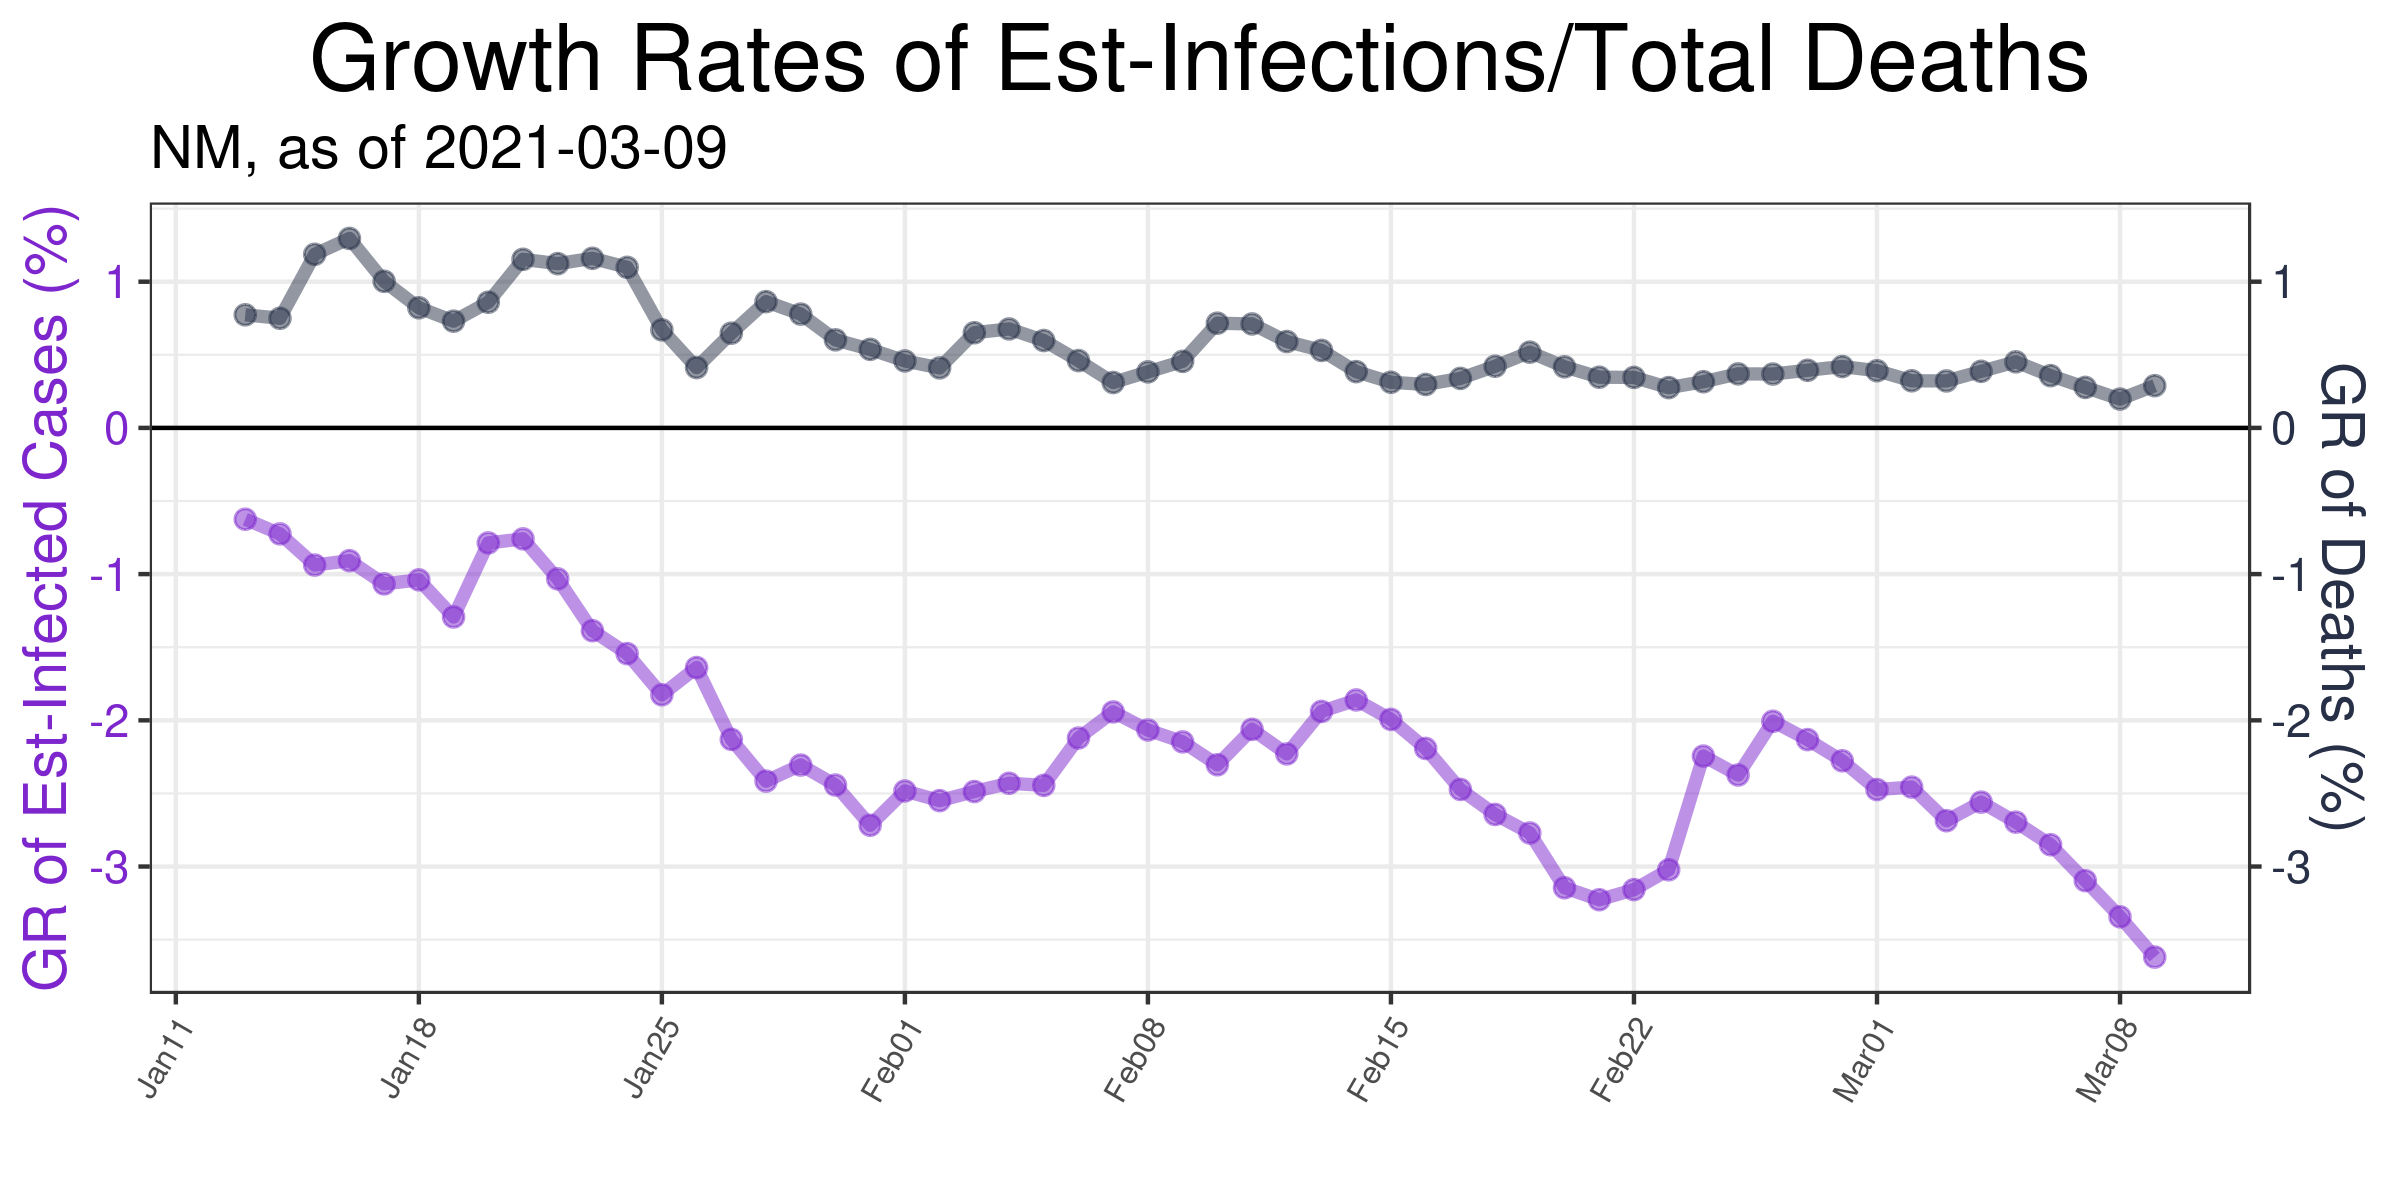 Growth Rates of Est-Infections/Total Deaths
NM, as of 2021-03-09
GR of Est-Infected Cases (%)
1
0
-1
-2
-3
1
0
-1
-2
-3
GR of Deaths (%)
Jan11
Jan18
Jan25
Feb01
Feb08
Feb15
Feb22
Mar01
Mar08